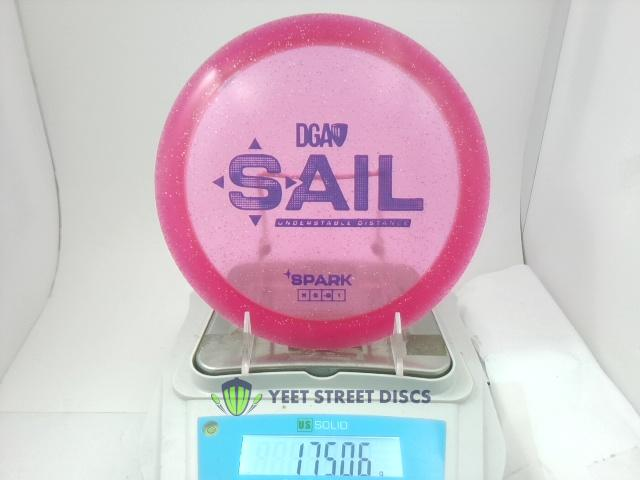 DGA
SAIL
UNDERSTABLE DISTANCE
SPARK
YEET STREET DISCS
US SOLID
175.06 g